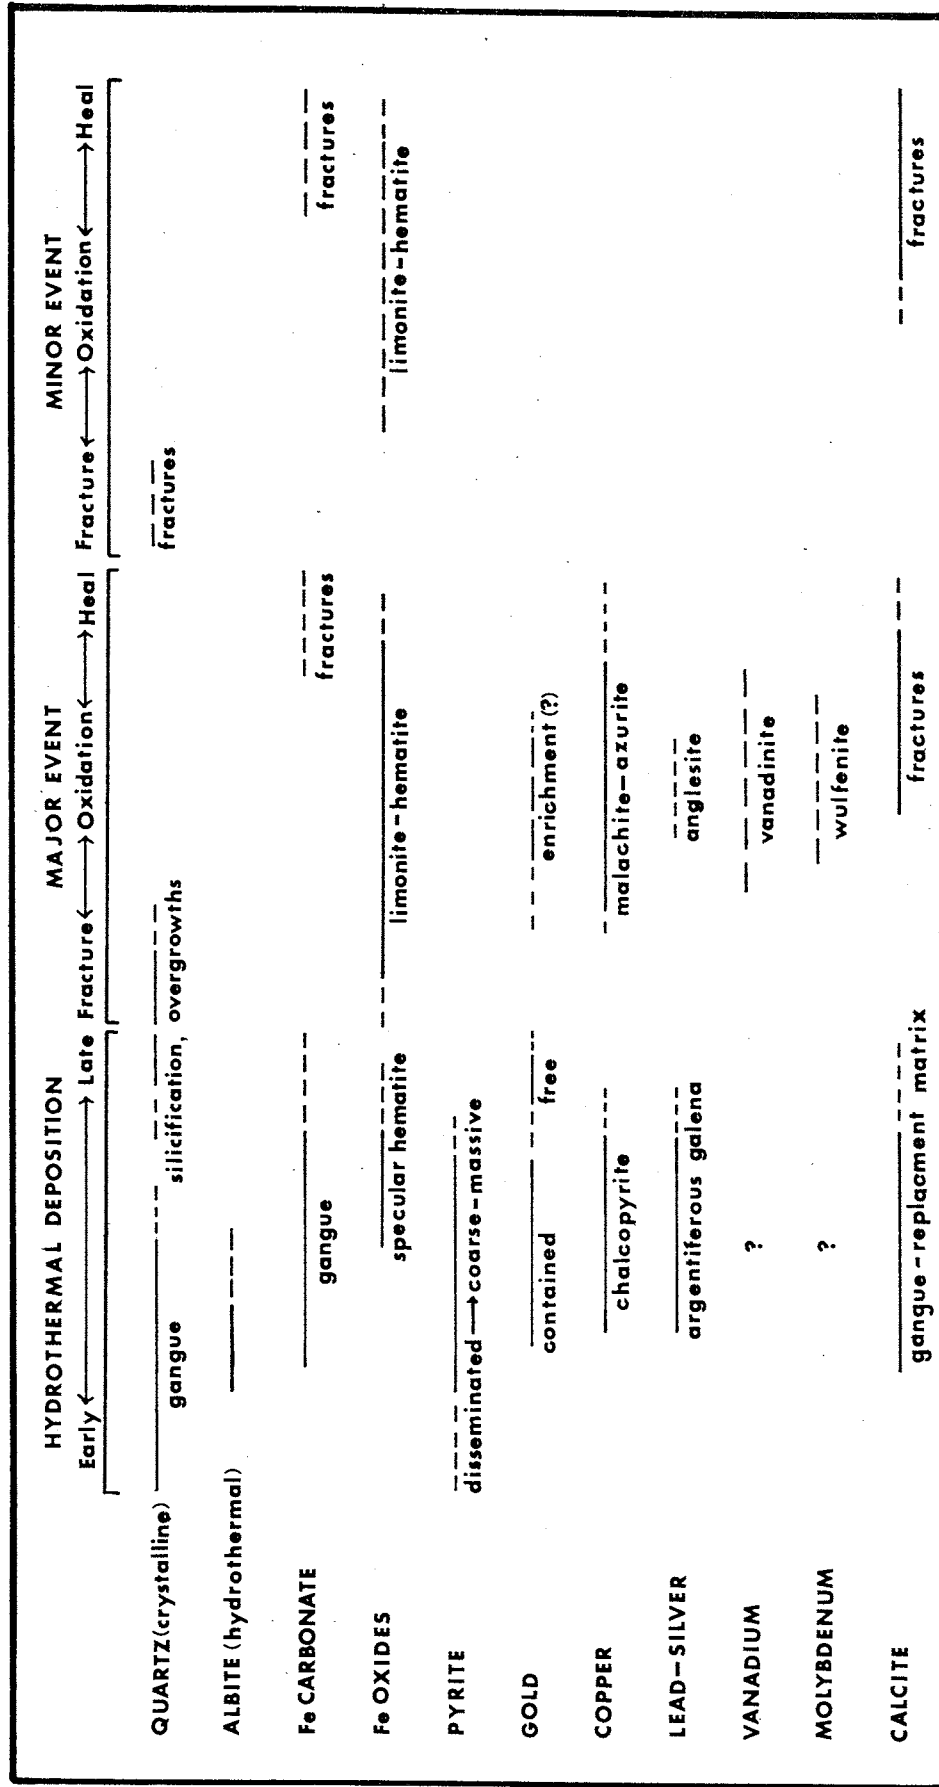 HYDROTHERMAL DEPOSITION MAJOR EVENT MINOR EVENT
Early ←→ Late Fracture ←→ Oxidation ←→ Heal Fracture ←→ Oxidation ←→ Heal
QUARTZ (crystalline) gangue silicification, overgrowths fractures
ALBITE (hydrothermal)
Fe CARBONATE gangue fractures fractures
Fe OXIDES specular hematite limonite-hematite limonite-hematite
PYRITE disseminated → coarse-massive
GOLD contained free enrichment (?)
COPPER chalcopyrite malachite-azurite
LEAD-SILVER argentiferous galena anglesite
VANADIUM ? vanadinite
MOLYBDENUM ? wulfenite
CALCITE gangue-replacment matrix fractures fractures